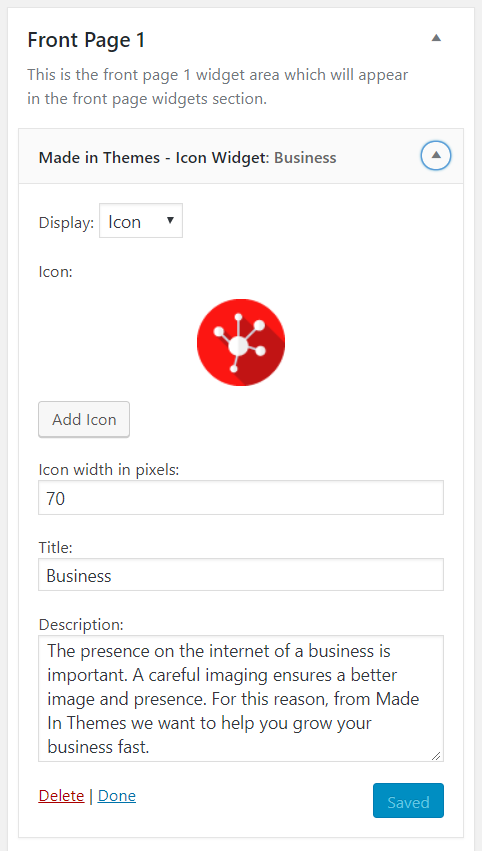 Front Page 1
This is the front page 1 widget area which will appear
in the front page widgets section.
Made in Themes - Icon Widget: Business
Display: Icon
Icon:
Add Icon
Icon width in pixels:
70
Title:
Business
Description:
The presence on the internet of a business is
important. A careful imaging ensures a better
image and presence. For this reason, from Made
In Themes we want to help you grow your
business fast.
Delete | Done
Saved